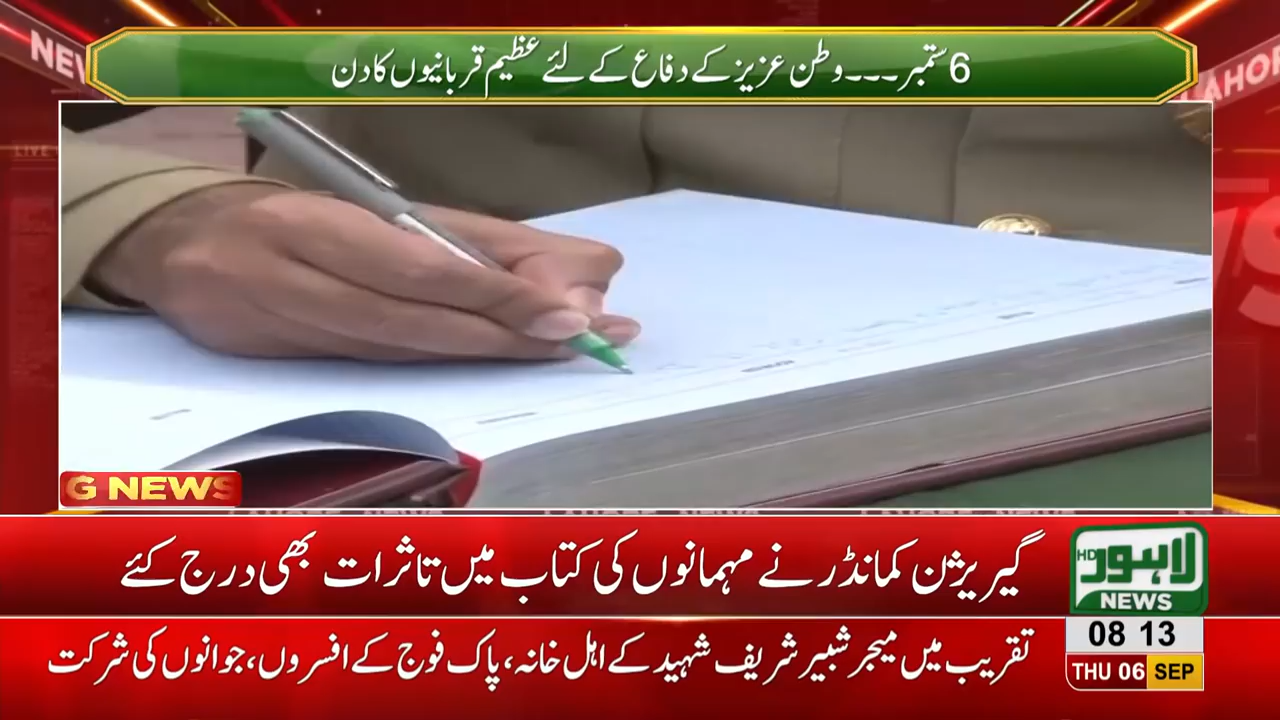 6 ستمبر۔۔۔وطن عزیز کے دفاع کے لئے عظیم قربانیوں کا دن
G NEWS
گیریژن کمانڈر نے مہمانوں کی کتاب میں تاثرات بھی درج کئے
لاہور HD
NEWS
08 13
تقریب میں میجر شبیر شریف شہید کے اہل خانہ، پاک فوج کے افسروں، جوانوں کی شرکت
THU 06 SEP